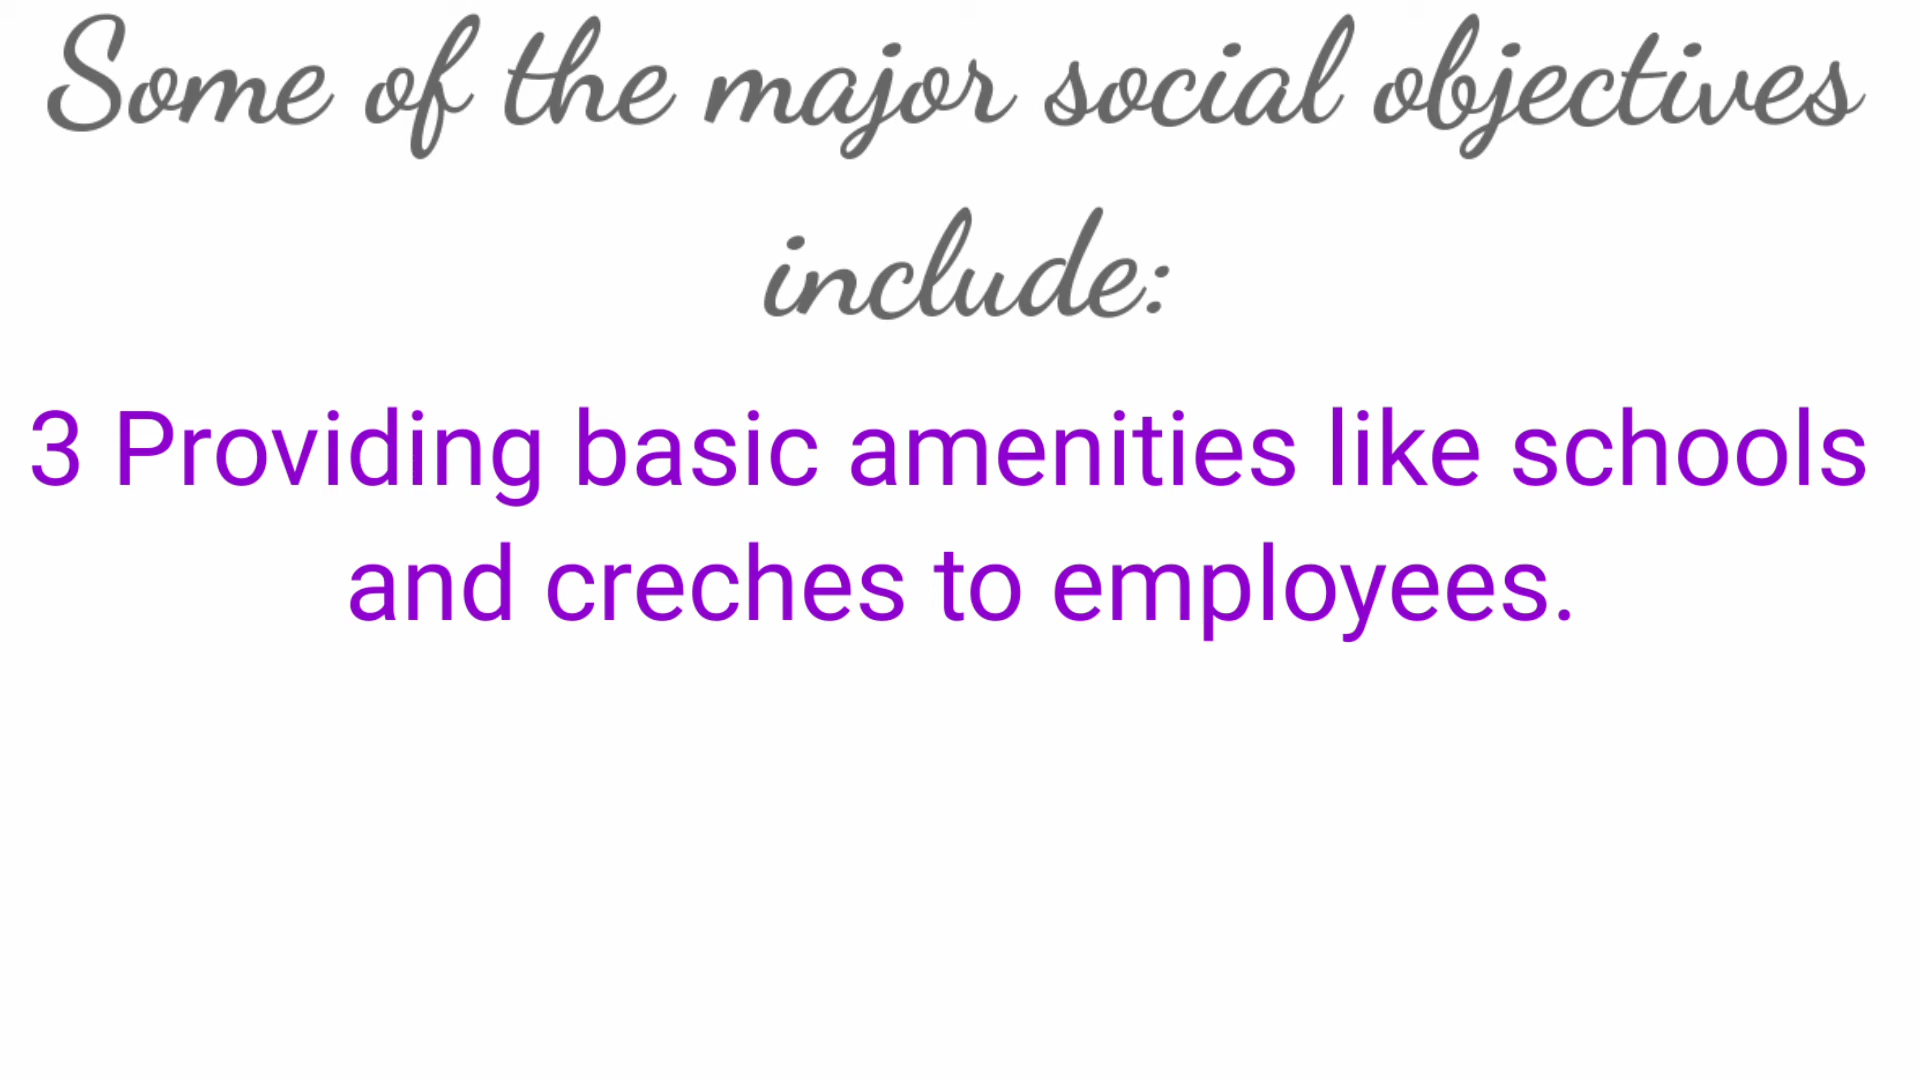 Some of the major social objectives
include:
3 Providing basic amenities like schools
and creches to employees.